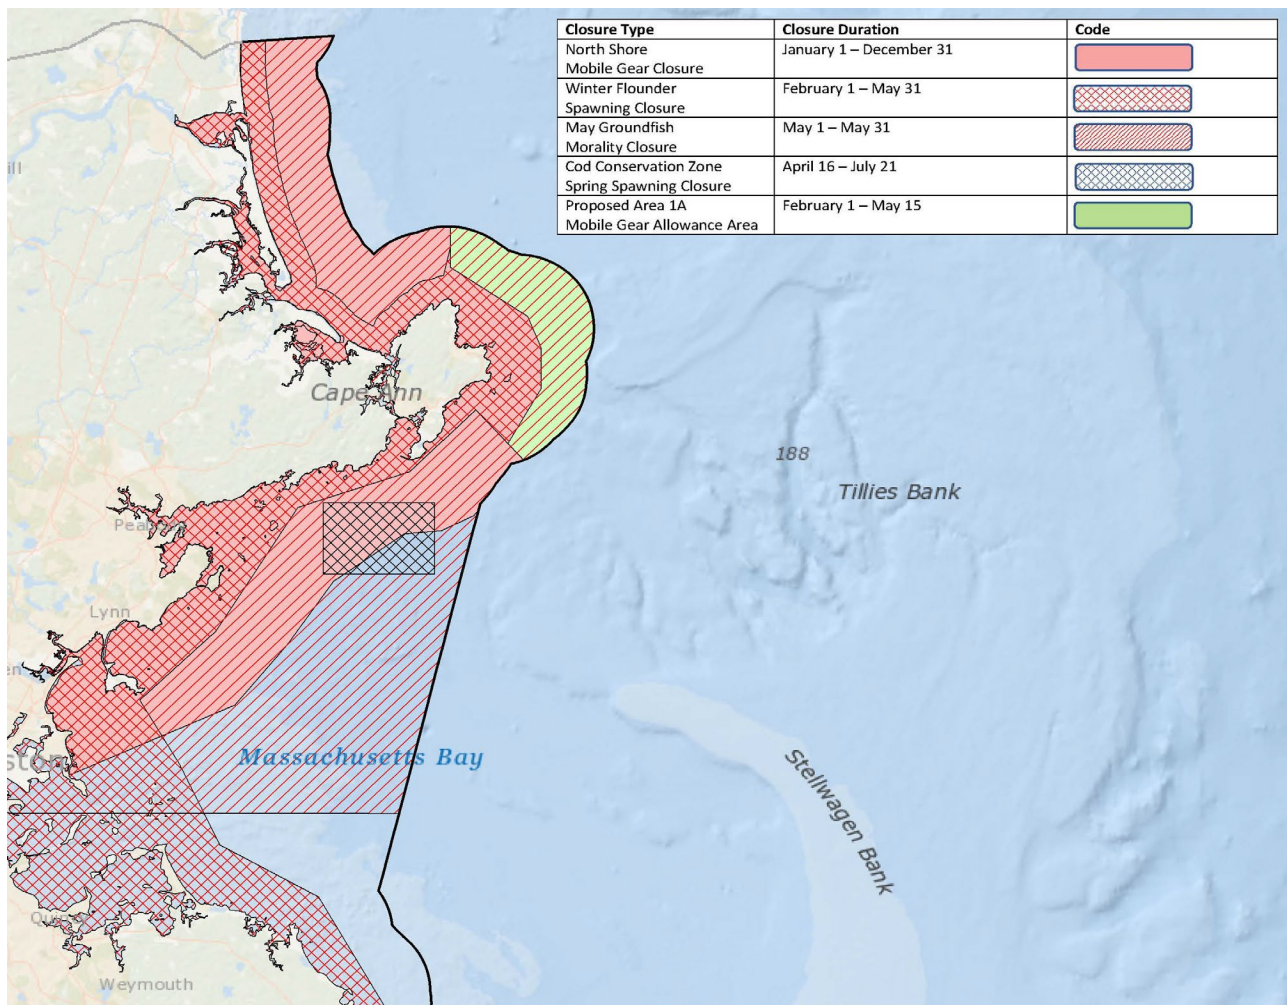 Closure Type Closure Duration Code
North Shore January 1 – December 31
Mobile Gear Closure
Winter Flounder February 1 – May 31
Spawning Closure
May Groundfish May 1 – May 31
Morality Closure
Cod Conservation Zone April 16 – July 21
Spring Spawning Closure
Proposed Area 1A February 1 – May 15
Mobile Gear Allowance Area
ill
Cape Ann
188
Tillies Bank
Lynn
en
Massachusetts Bay
ston
Stellwagen Bank
Weymouth